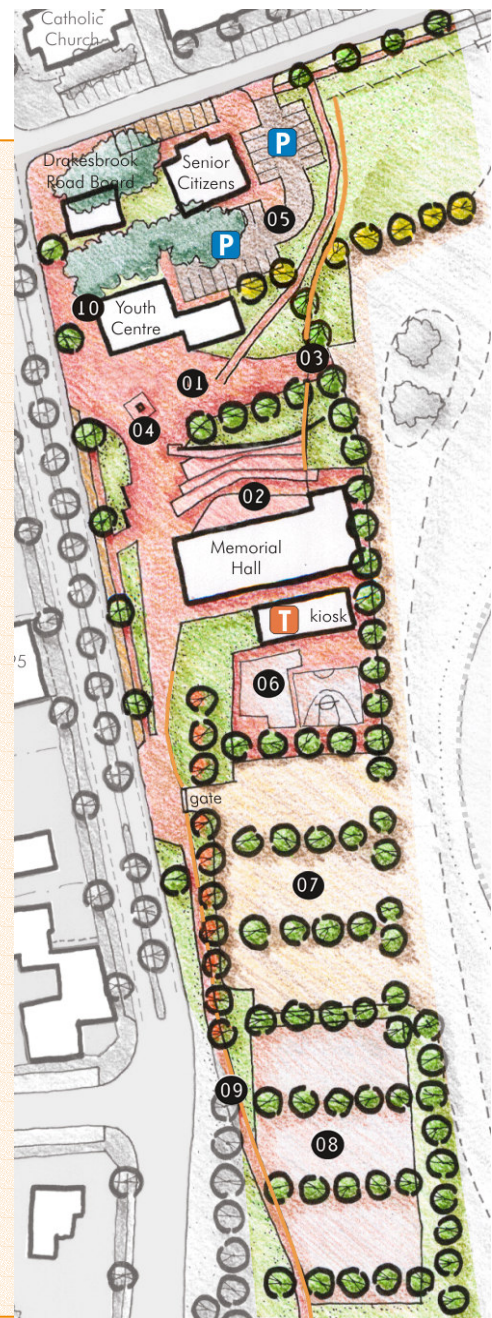 Catholic
Church
P
Drakesbrook
Road Board
Senior
Citizens
05
P
10
Youth
Centre
03
01
04
02
Memorial
Hall
T
kiosk
95
06
gate
07
09
08